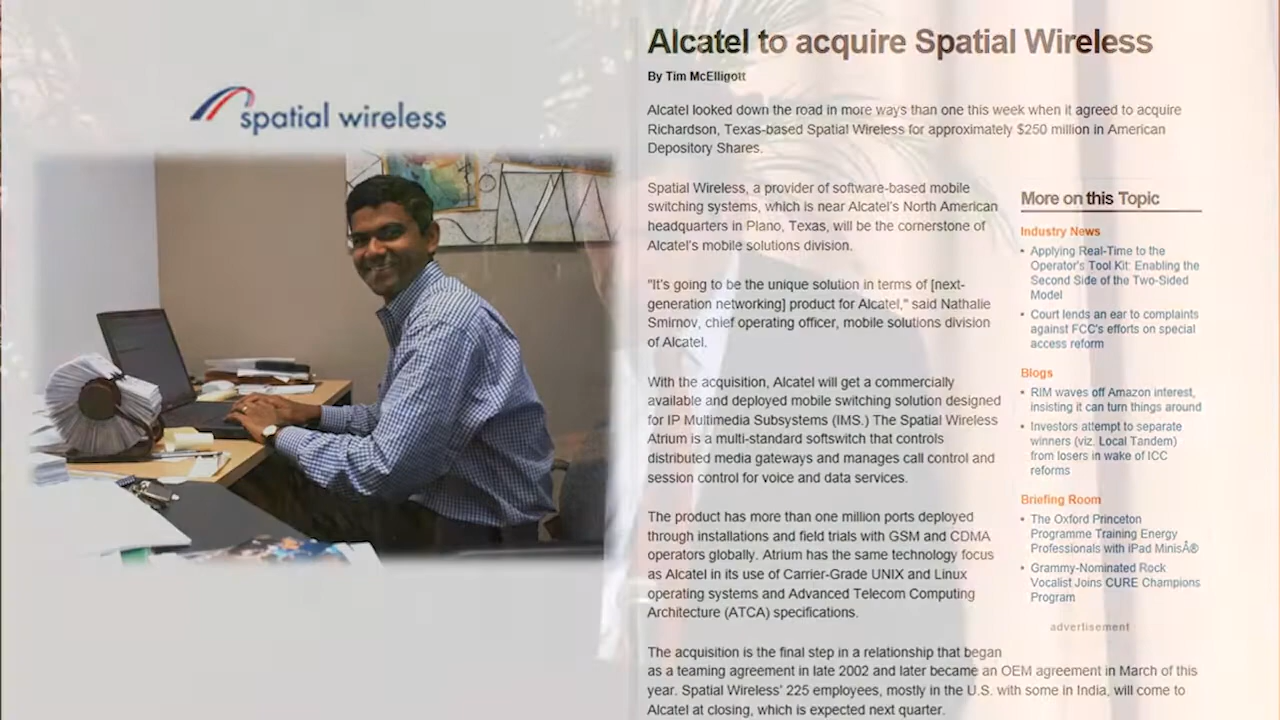 spatial wireless
Alcatel to acquire Spatial Wireless
By Tim McElligott
Alcatel looked down the road in more ways than one this week when it agreed to acquire
Richardson, Texas-based Spatial Wireless for approximately $250 million in American
Depository Shares.
Spatial Wireless, a provider of software-based mobile
switching systems, which is near Alcatel's North American
headquarters in Plano, Texas, will be the cornerstone of
Alcatel's mobile solutions division.
"It's going to be the unique solution in terms of [next-
generation networking] product for Alcatel," said Nathalie
Smirnov, chief operating officer, mobile solutions division
of Alcatel.
With the acquisition, Alcatel will get a commercially
available and deployed mobile switching solution designed
for IP Multimedia Subsystems (IMS.) The Spatial Wireless
Atrium is a multi-standard softswitch that controls
distributed media gateways and manages call control and
session control for voice and data services.
The product has more than one million ports deployed
through installations and field trials with GSM and CDMA
operators globally. Atrium has the same technology focus
as Alcatel in its use of Carrier-Grade UNIX and Linux
operating systems and Advanced Telecom Computing
Architecture (ATCA) specifications.
The acquisition is the final step in a relationship that began
as a teaming agreement in late 2002 and later became an OEM agreement in March of this
year. Spatial Wireless' 225 employees, mostly in the U.S. with some in India, will come to
Alcatel at closing, which is expected next quarter.
More on this Topic
Industry News
• Applying Real-Time to the
Operator's Tool Kit: Enabling the
Second Side of the Two-Sided
Model
• Court lends an ear to complaints
against FCC's efforts on special
access reform
Blogs
• RIM waves off Amazon interest,
insisting it can turn things around
• Investors attempt to separate
winners (viz. Local Tandem)
from losers in wake of ICC
reforms
Briefing Room
• The Oxford Princeton
Programme Training Energy
Professionals with iPad MinisÂ®
• Grammy-Nominated Rock
Vocalist Joins CURE Champions
Program
advertisement